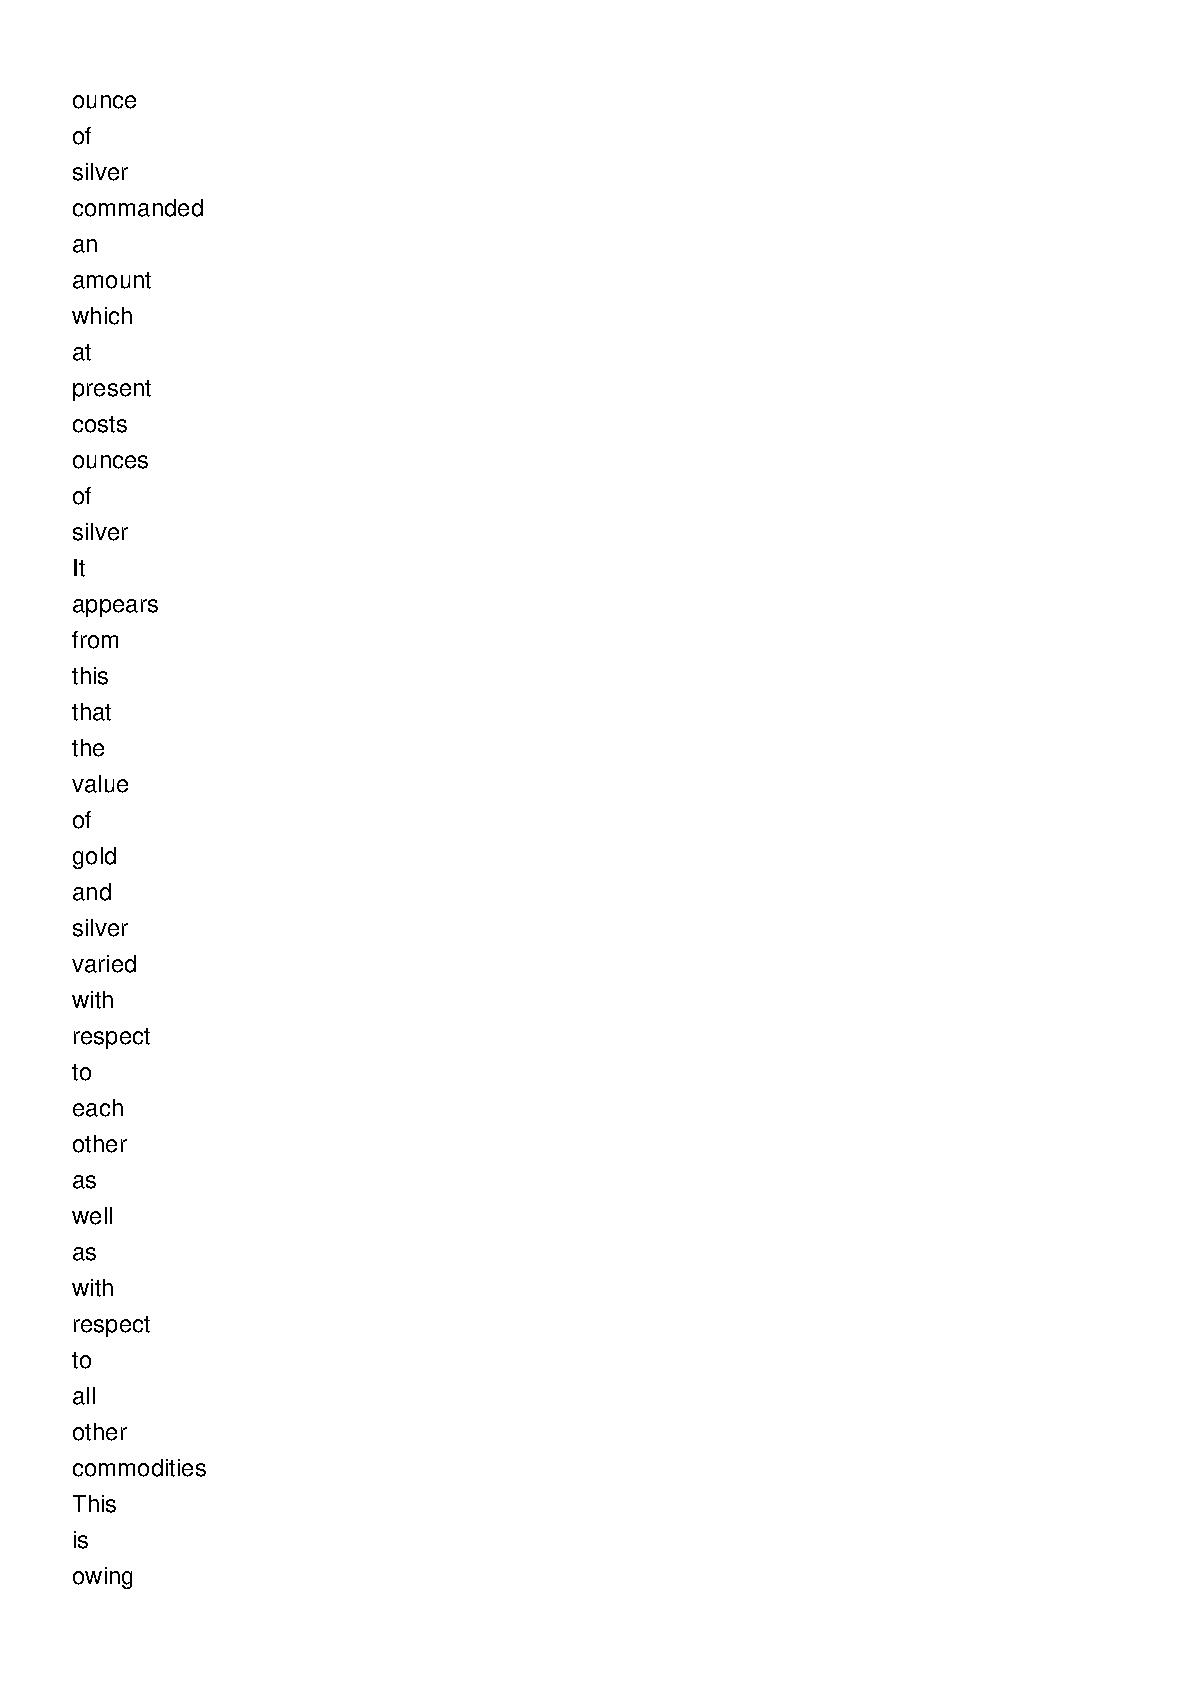 ounce
of
silver
commanded
an
amount
which
at
present
costs
ounces
of
silver
It
appears
from
this
that
the
value
of
gold
and
silver
varied
with
respect
to
each
other
as
well
as
with
respect
to
all
other
commodities
This
is
owing